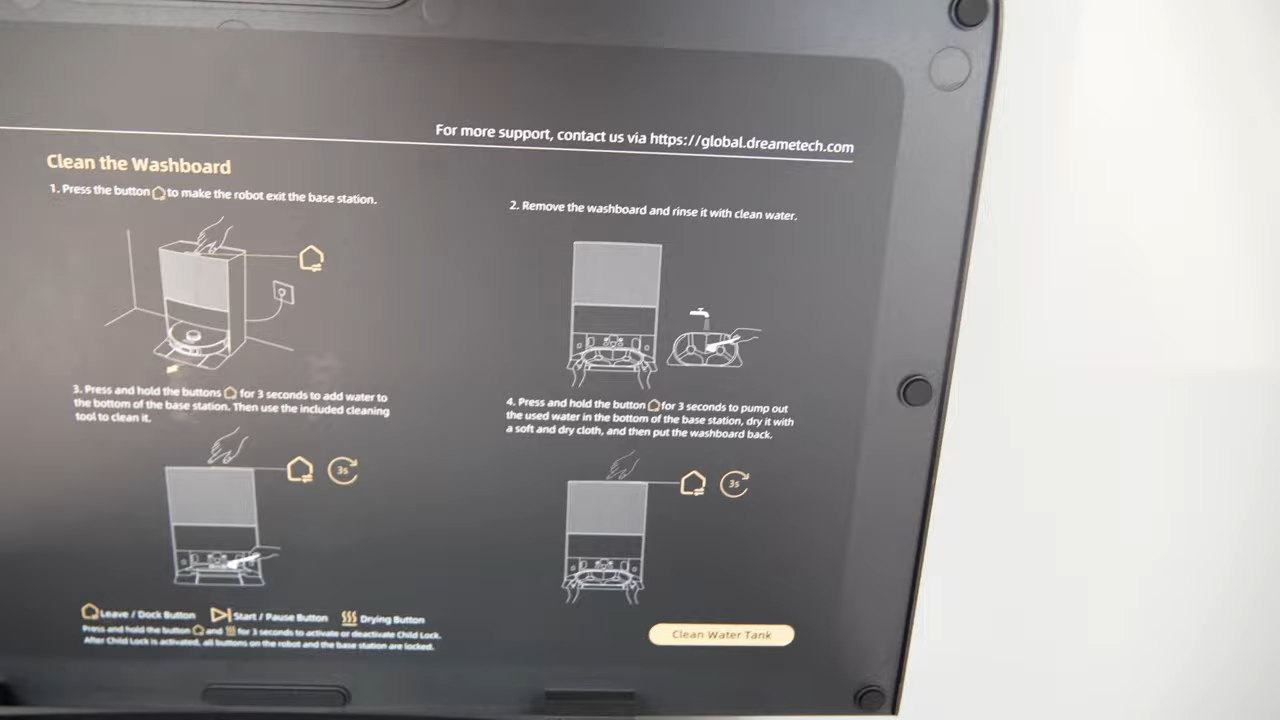 For more support, contact us via https://global.dreametech.com
Clean the Washboard
1. Press the button to make the robot exit the base station.
2. Remove the washboard and rinse it with clean water.
3. Press and hold the buttons for 3 seconds to add water to
the bottom of the base station. Then use the included cleaning
tool to clean it.
4. Press and hold the button for 3 seconds to pump out
the used water in the bottom of the base station, dry it with
a soft and dry cloth, and then put the washboard back.
3s
3s
Leave / Dock Button Start / Pause Button Drying Button
Press and hold the button and for 3 seconds to activate or deactivate Child Lock.
After Child Lock is activated, all buttons on the robot and the base station are locked.
Clean Water Tank